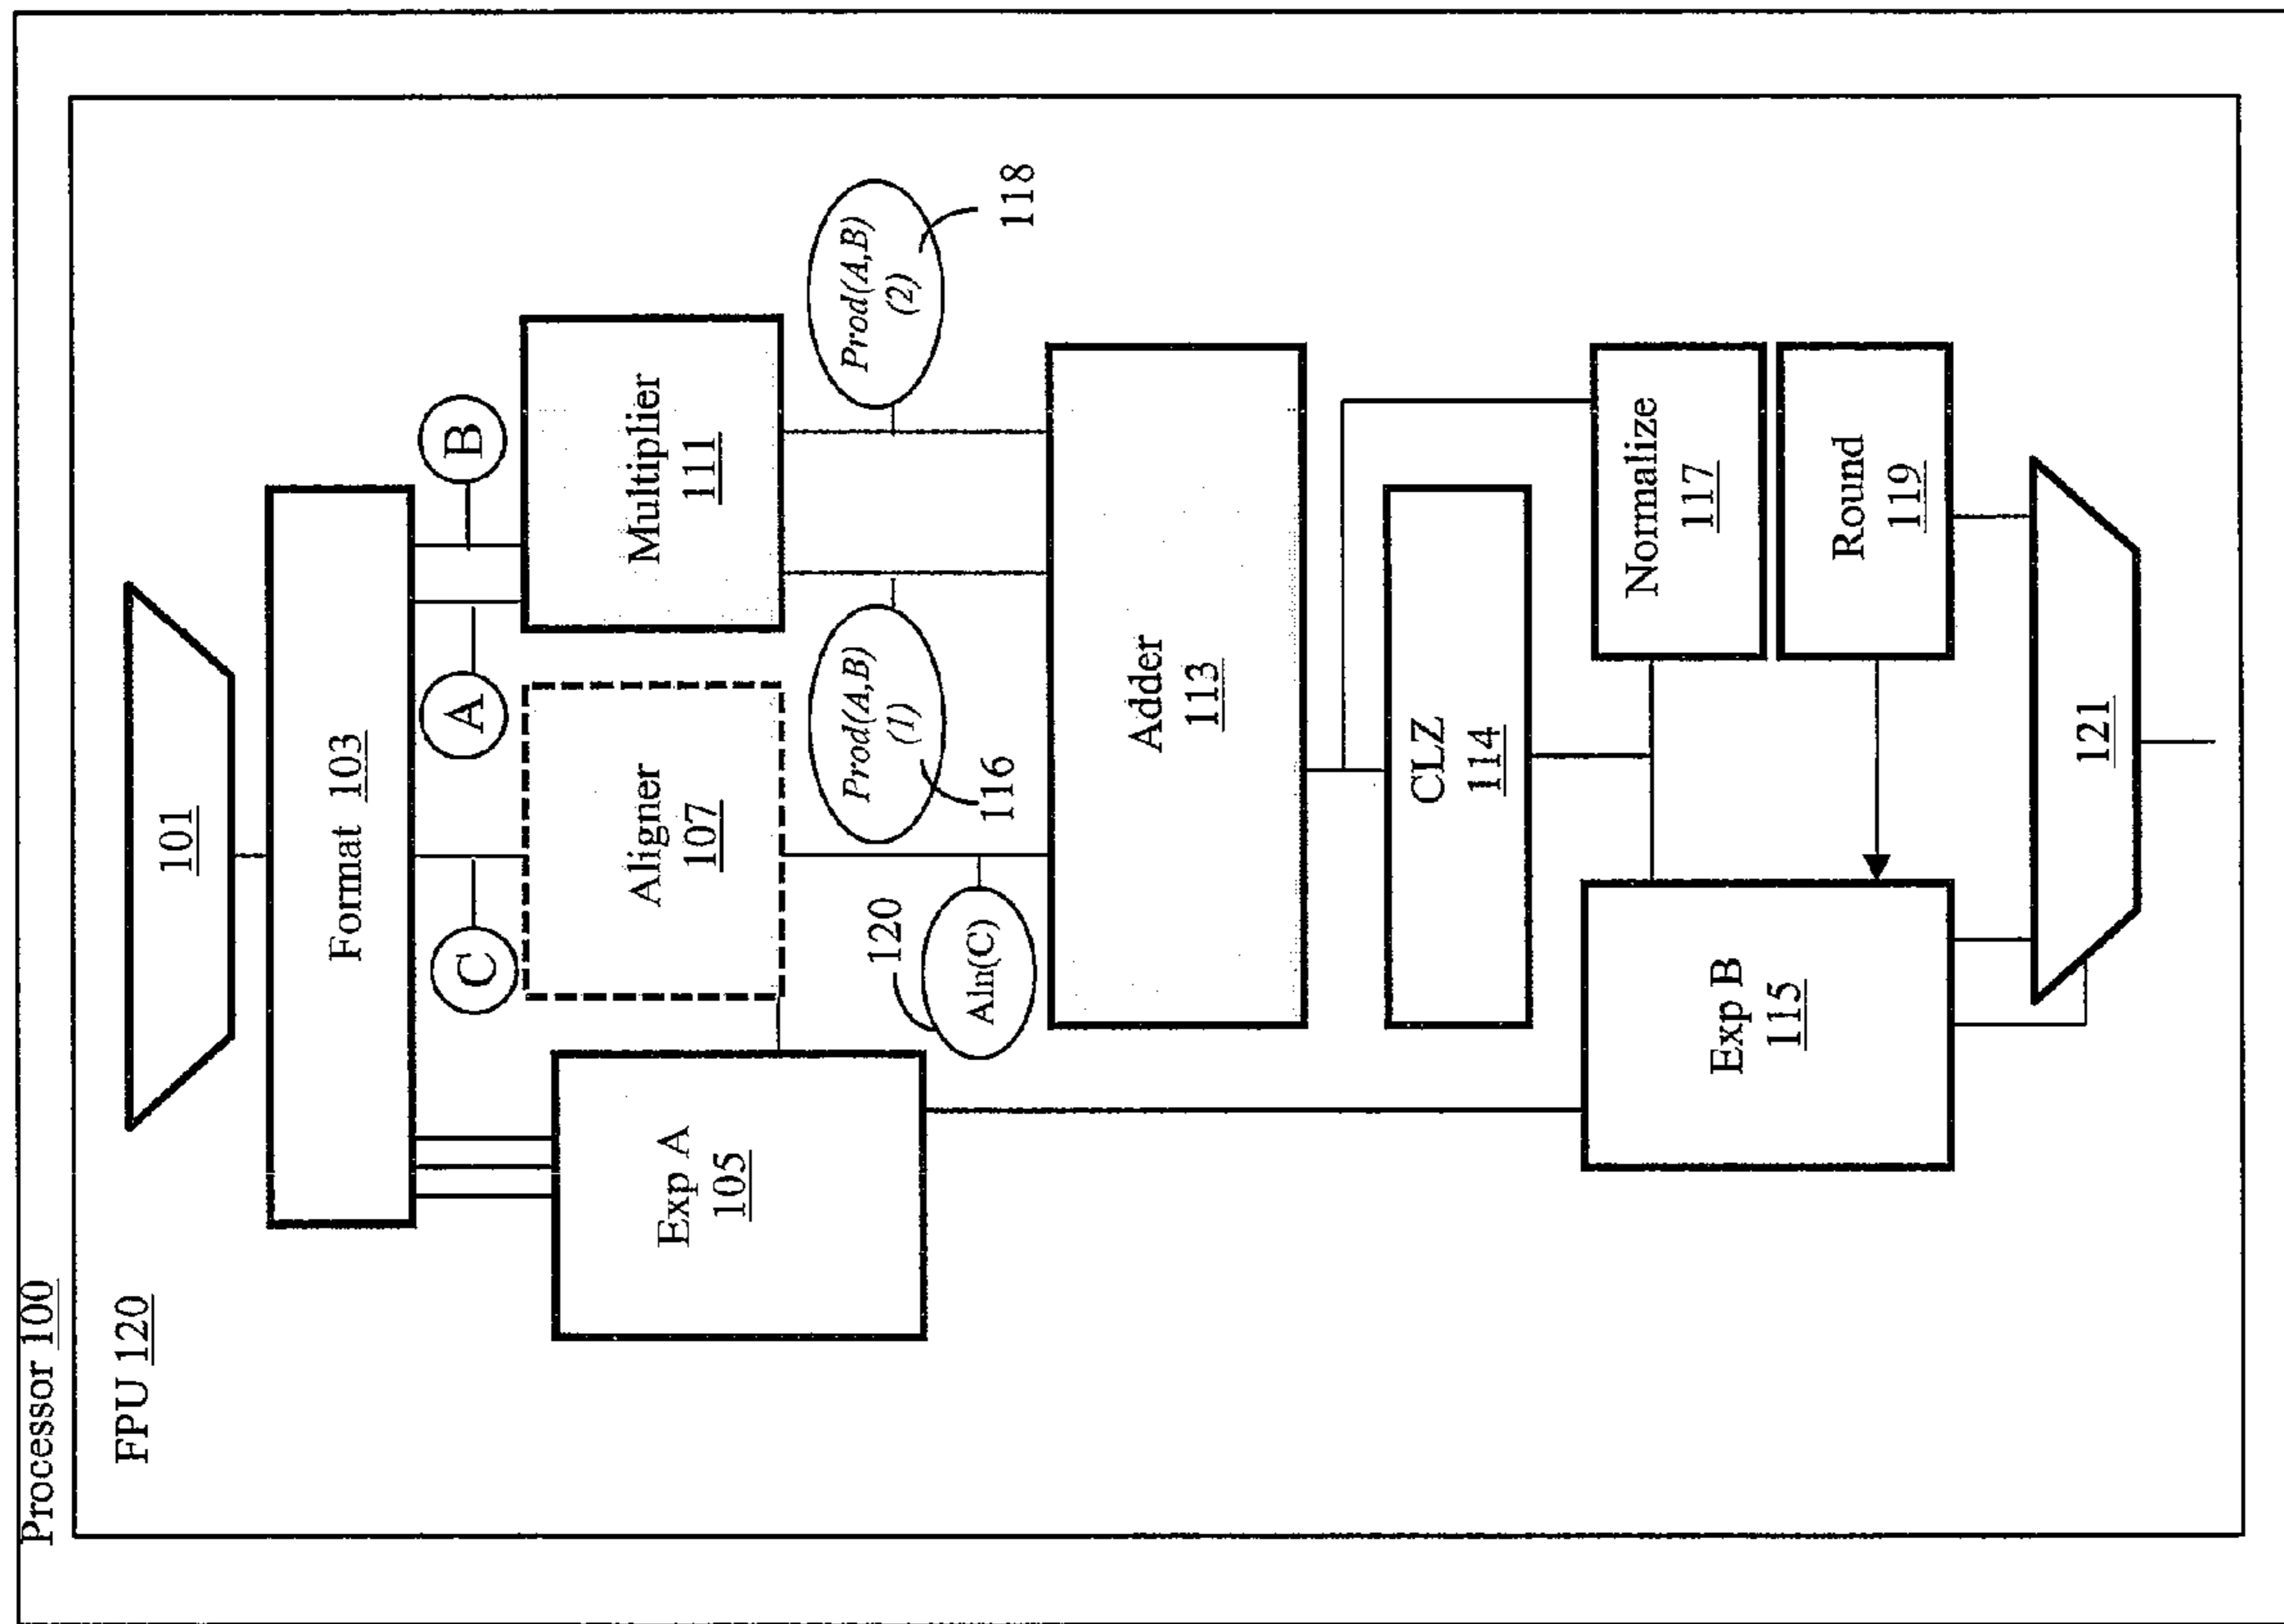 Processor 100
FPU 120
101
Format 103
C
A
B
Exp A
105
Aligner
107
Multiplier
111
120
Aln(C)
Prod(A,B)
(1)
116
Prod(A,B)
(2)
118
Adder
113
CLZ
114
Exp B
115
Normalize
117
Round
119
121